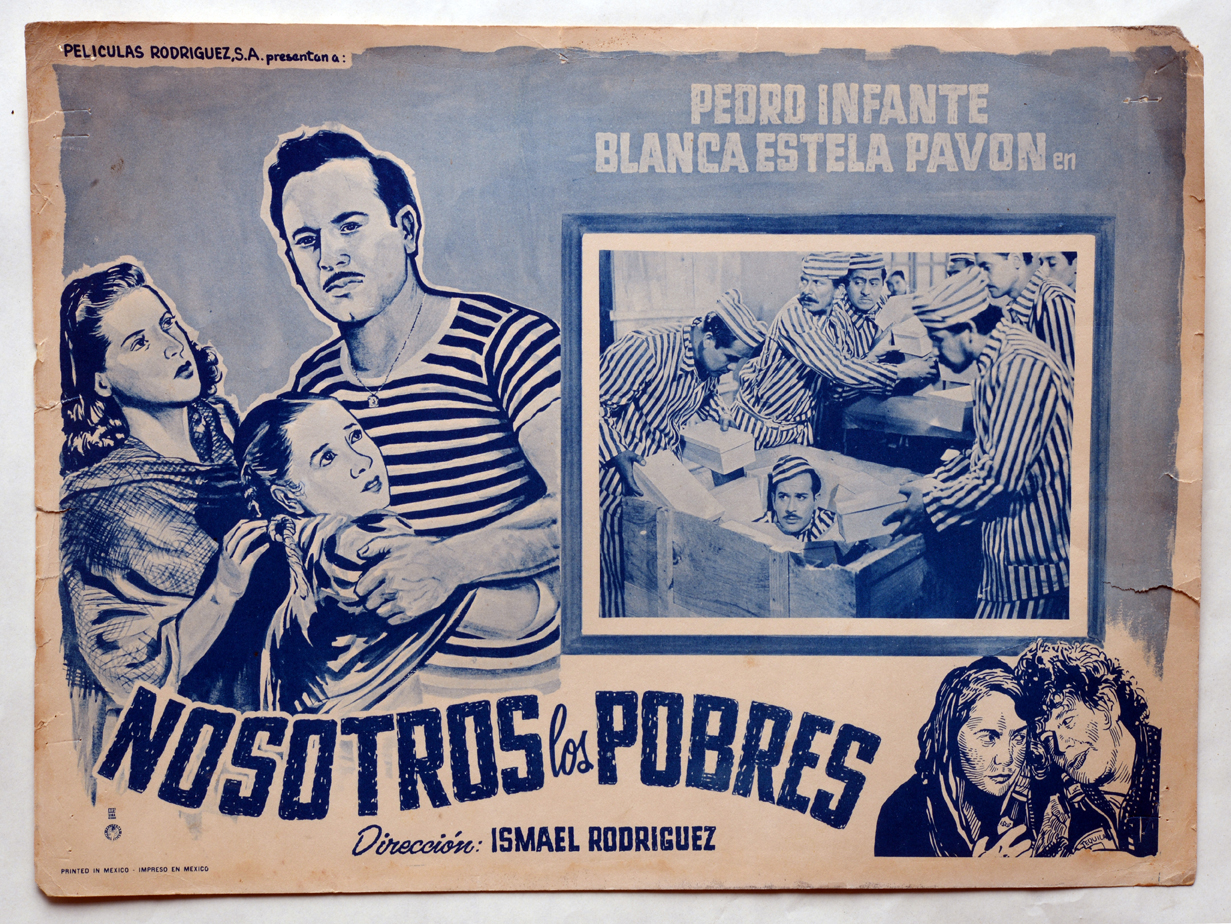 PELICULAS RODRIGUEZ, S.A. presentan a:
PEDRO INFANTE
BLANCA ESTELA PAVON en
NOSOTROS los POBRES
Dirección: ISMAEL RODRIGUEZ
TEQUILA
PRINTED IN MEXICO - IMPRESO EN MEXICO